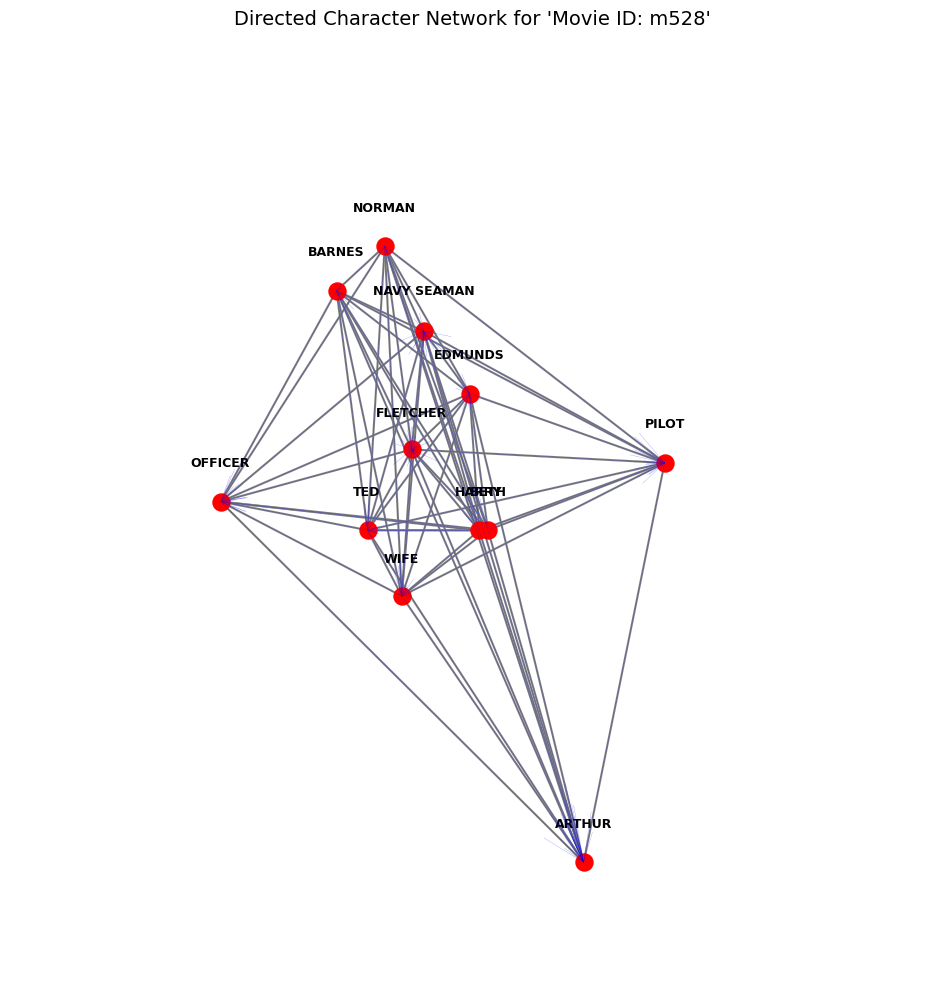 Directed Character Network for 'Movie ID: m528'
NORMAN
BARNES
NAVY SEAMAN
EDMUNDS
FLETCHER
PILOT
OFFICER
TED
HARRY
BETH
WIFE
ARTHUR